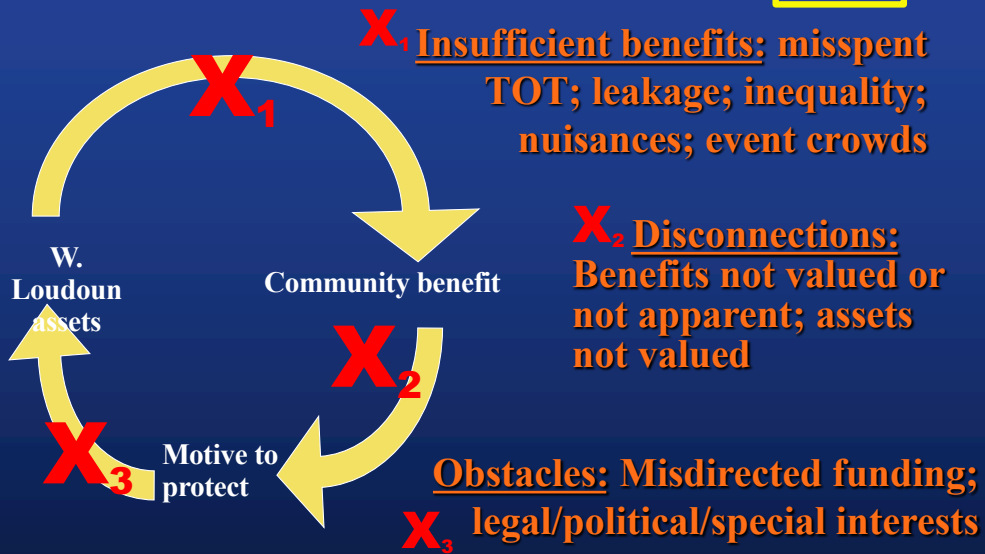 X1 Insufficient benefits: misspent
TOT; leakage; inequality;
nuisances; event crowds
X1
X2 Disconnections:
Benefits not valued or
not apparent; assets
not valued
W.
Loudoun
assets
Community benefit
X2
Motive to
protect
X3
Obstacles: Misdirected funding;
X3 legal/political/special interests